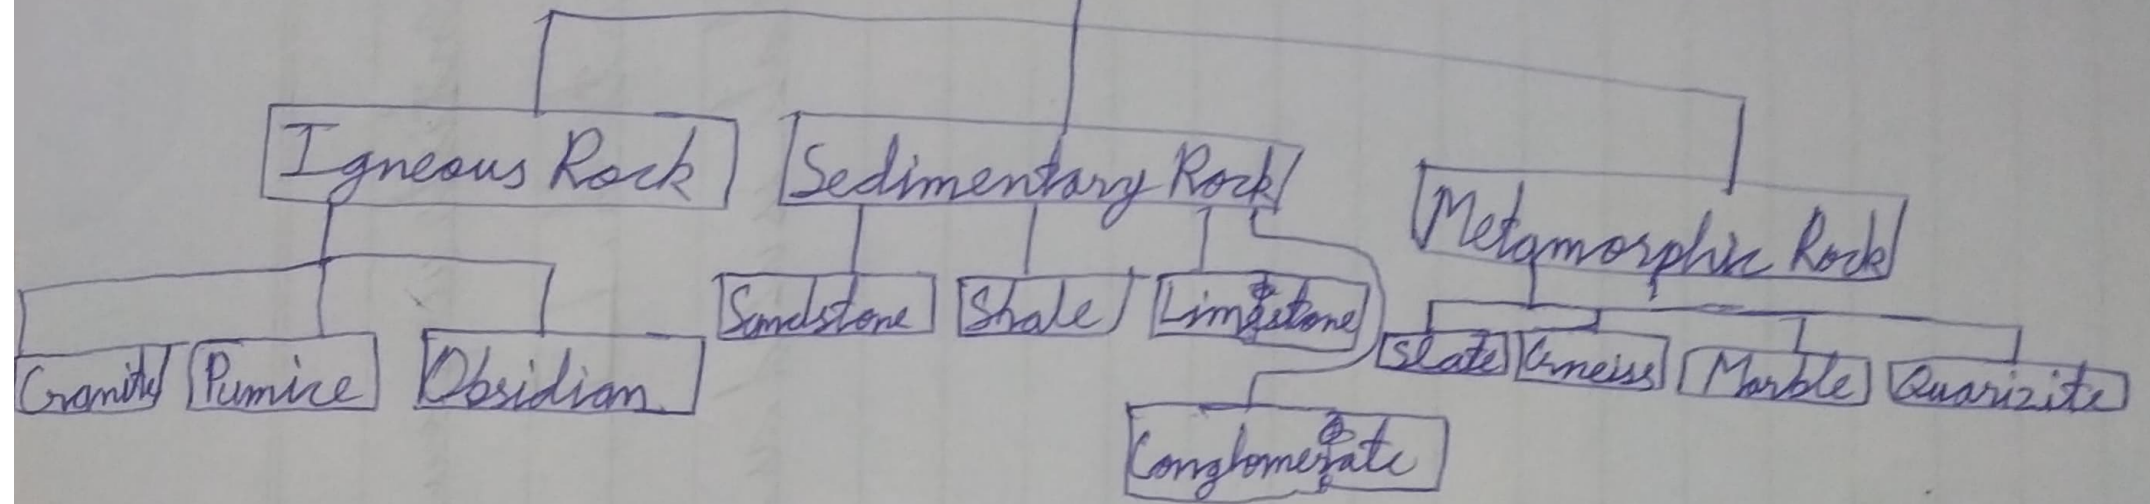 Igneous Rock
Sedimentary Rock
Metamorphic Rock
Granite
Pumice
Obsidian
Sandstone
Shale
Limestone
Slate
Gneiss
Marble
Quarizite
Conglomerate